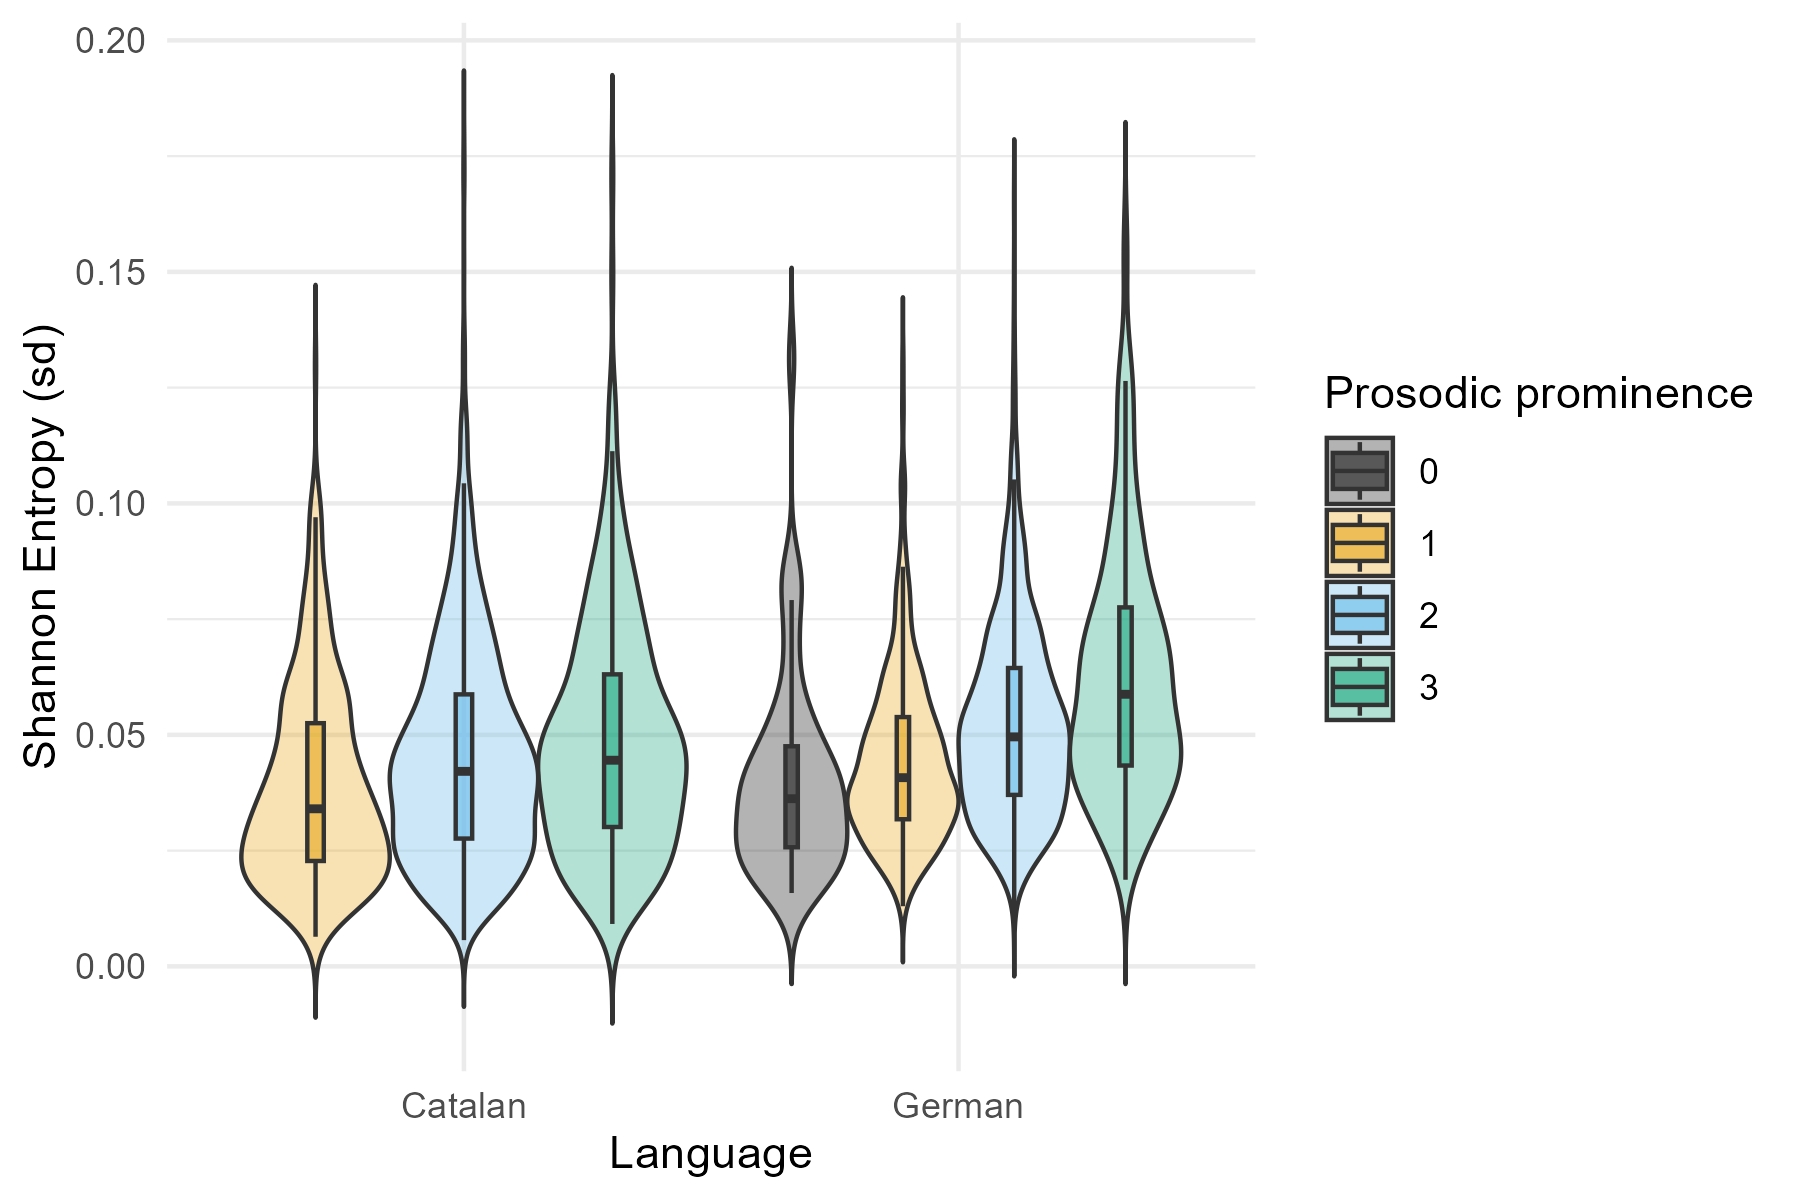 0.20
0.15
0.10
0.05
0.00
Shannon Entropy (sd)
Catalan
German
Language
Prosodic prominence
0
1
2
3